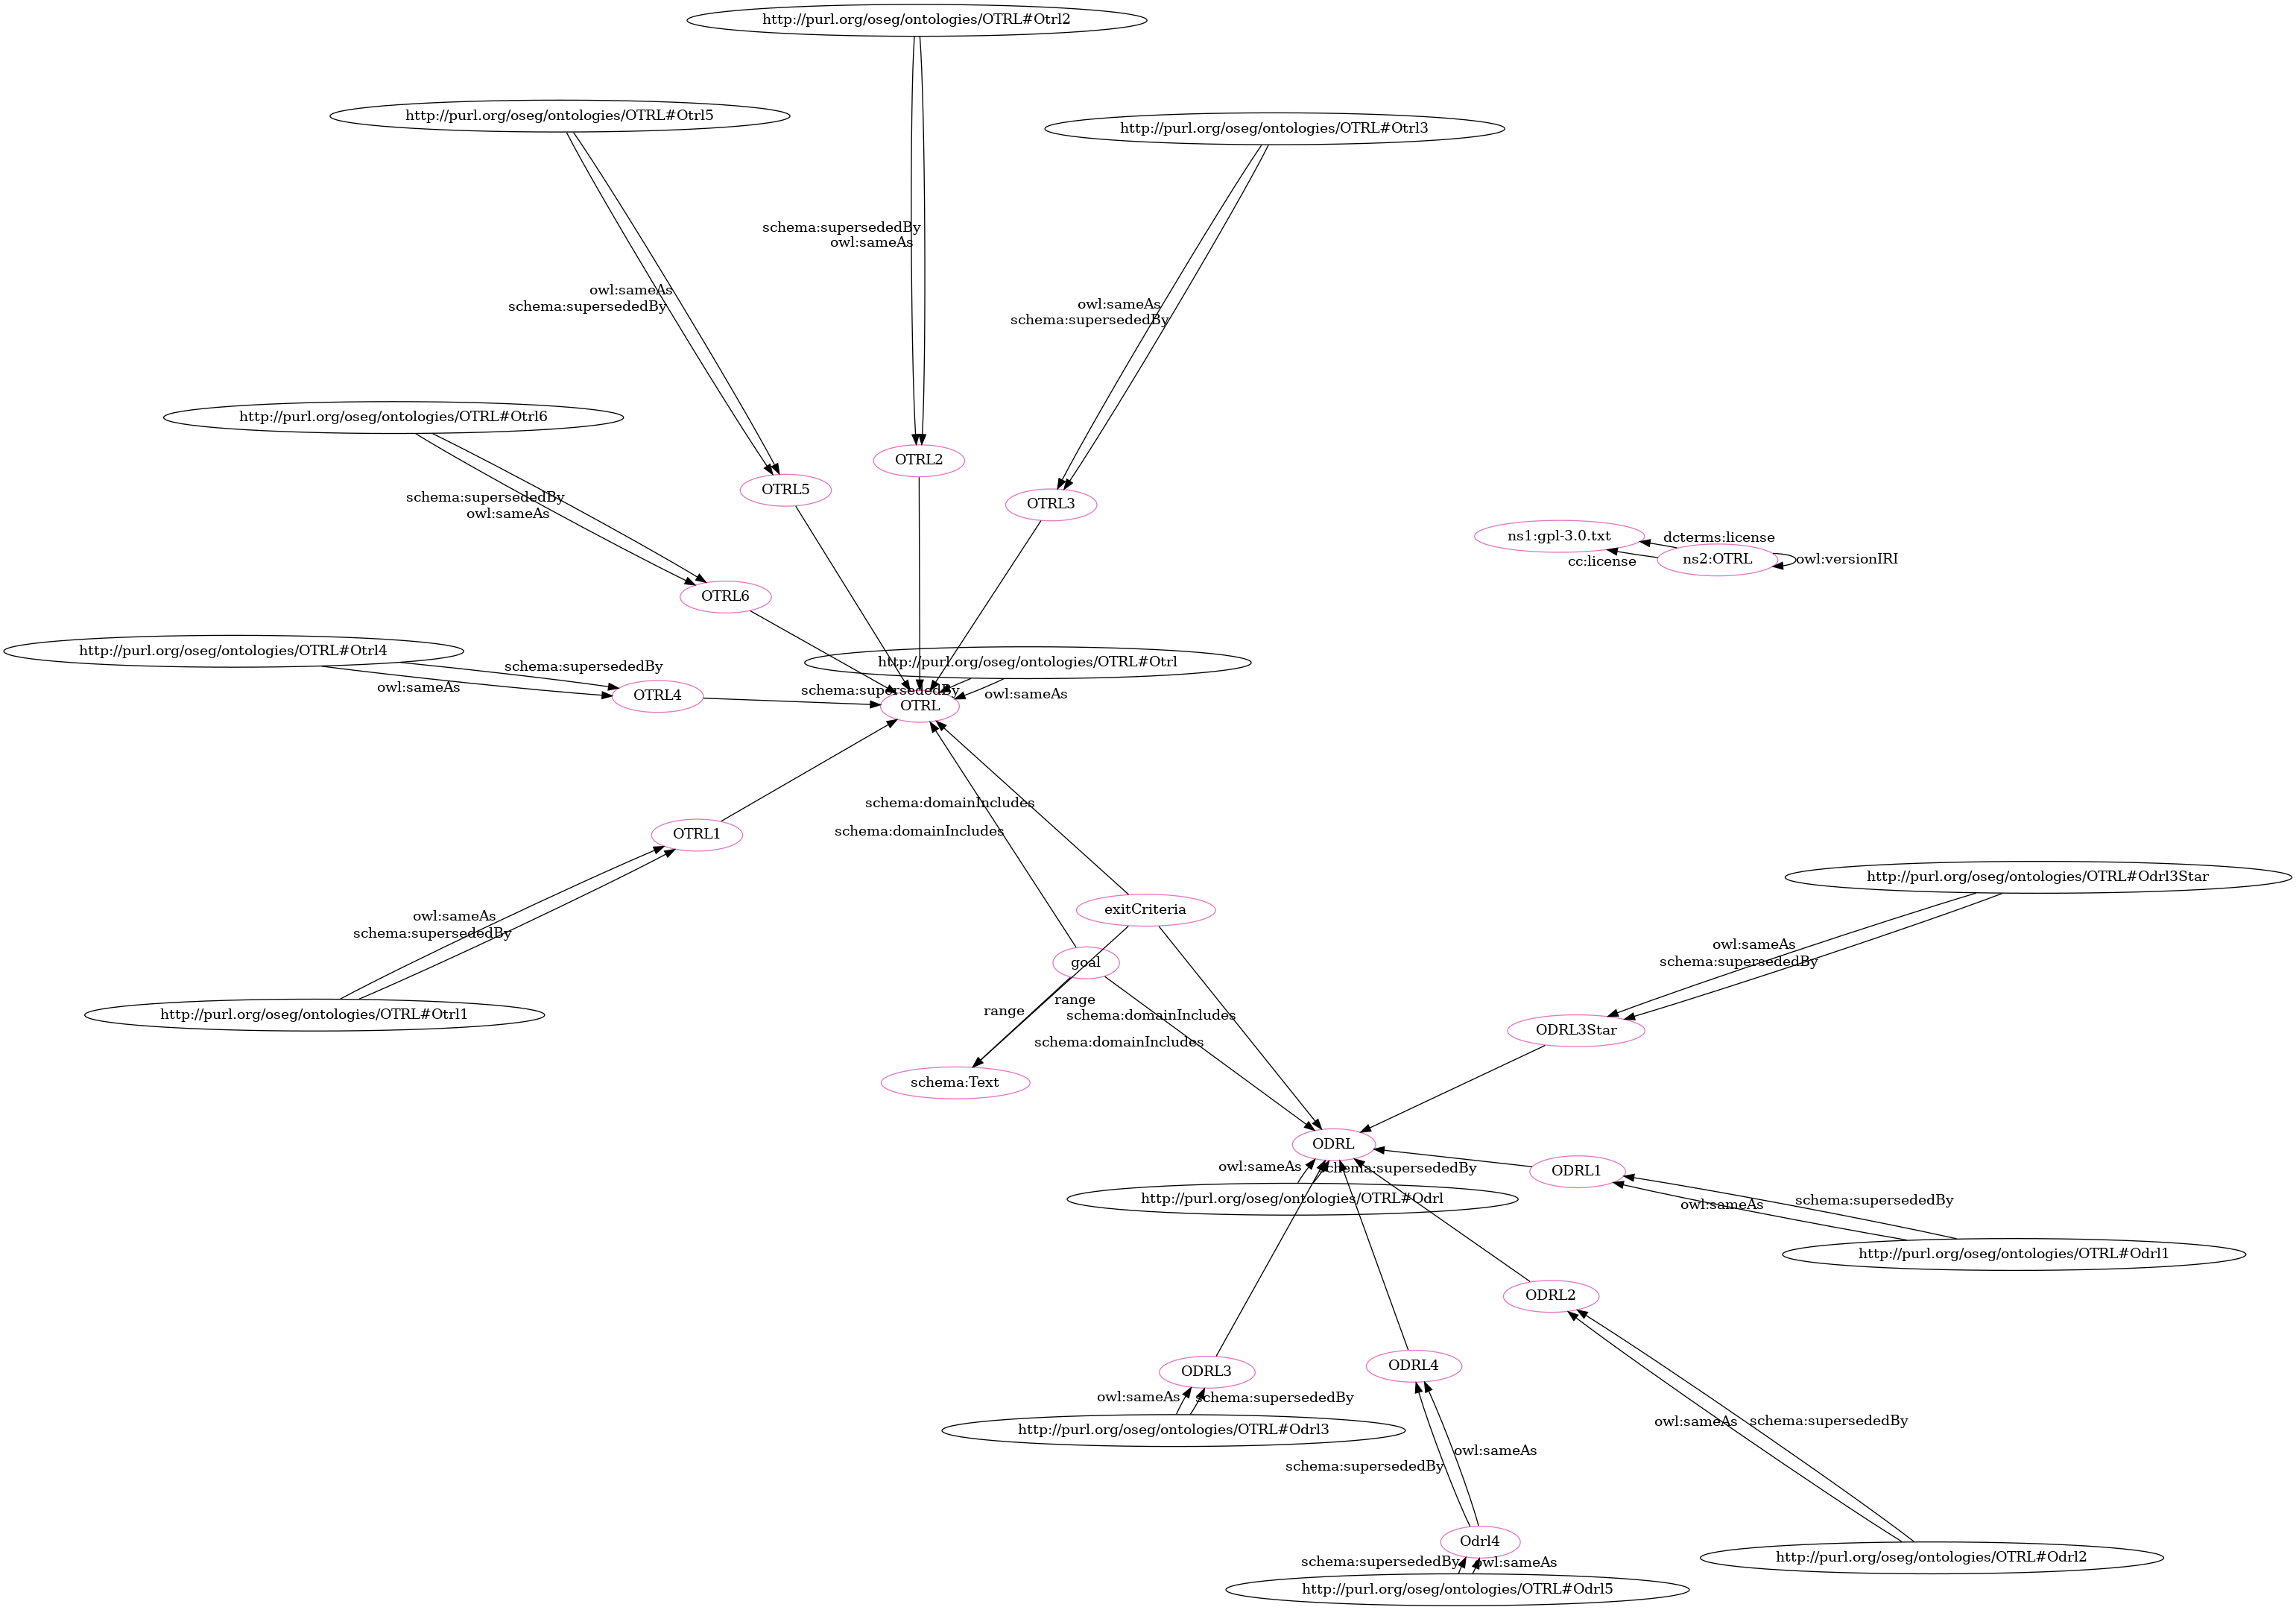 http://purl.org/oseg/ontologies/OTRL#Otrl2
http://purl.org/oseg/ontologies/OTRL#Otrl5
http://purl.org/oseg/ontologies/OTRL#Otrl3
schema:supersededBy
owl:sameAs
owl:sameAs
schema:supersededBy
owl:sameAs
schema:supersededBy
http://purl.org/oseg/ontologies/OTRL#Otrl6
OTRL2
OTRL5
OTRL3
schema:supersededBy
owl:sameAs
ns1:gpl-3.0.txt
dcterms:license
cc:license
ns2:OTRL
owl:versionIRI
OTRL6
http://purl.org/oseg/ontologies/OTRL#Otrl4
schema:supersededBy
owl:sameAs
OTRL4
http://purl.org/oseg/ontologies/OTRL#Otrl
schema:supersededBy
owl:sameAs
OTRL
schema:domainIncludes
schema:domainIncludes
OTRL1
owl:sameAs
schema:supersededBy
http://purl.org/oseg/ontologies/OTRL#Otrl1
exitCriteria
goal
range
range
schema:domainIncludes
schema:domainIncludes
schema:Text
http://purl.org/oseg/ontologies/OTRL#Odrl3Star
owl:sameAs
schema:supersededBy
ODRL3Star
ODRL
owl:sameAs
schema:supersededBy
ODRL1
http://purl.org/oseg/ontologies/OTRL#Odrl
schema:supersededBy
owl:sameAs
http://purl.org/oseg/ontologies/OTRL#Odrl1
ODRL2
ODRL3
ODRL4
owl:sameAs
schema:supersededBy
http://purl.org/oseg/ontologies/OTRL#Odrl3
owl:sameAs
schema:supersededBy
owl:sameAs
schema:supersededBy
Odrl4
http://purl.org/oseg/ontologies/OTRL#Odrl2
schema:supersededBy
owl:sameAs
http://purl.org/oseg/ontologies/OTRL#Odrl5